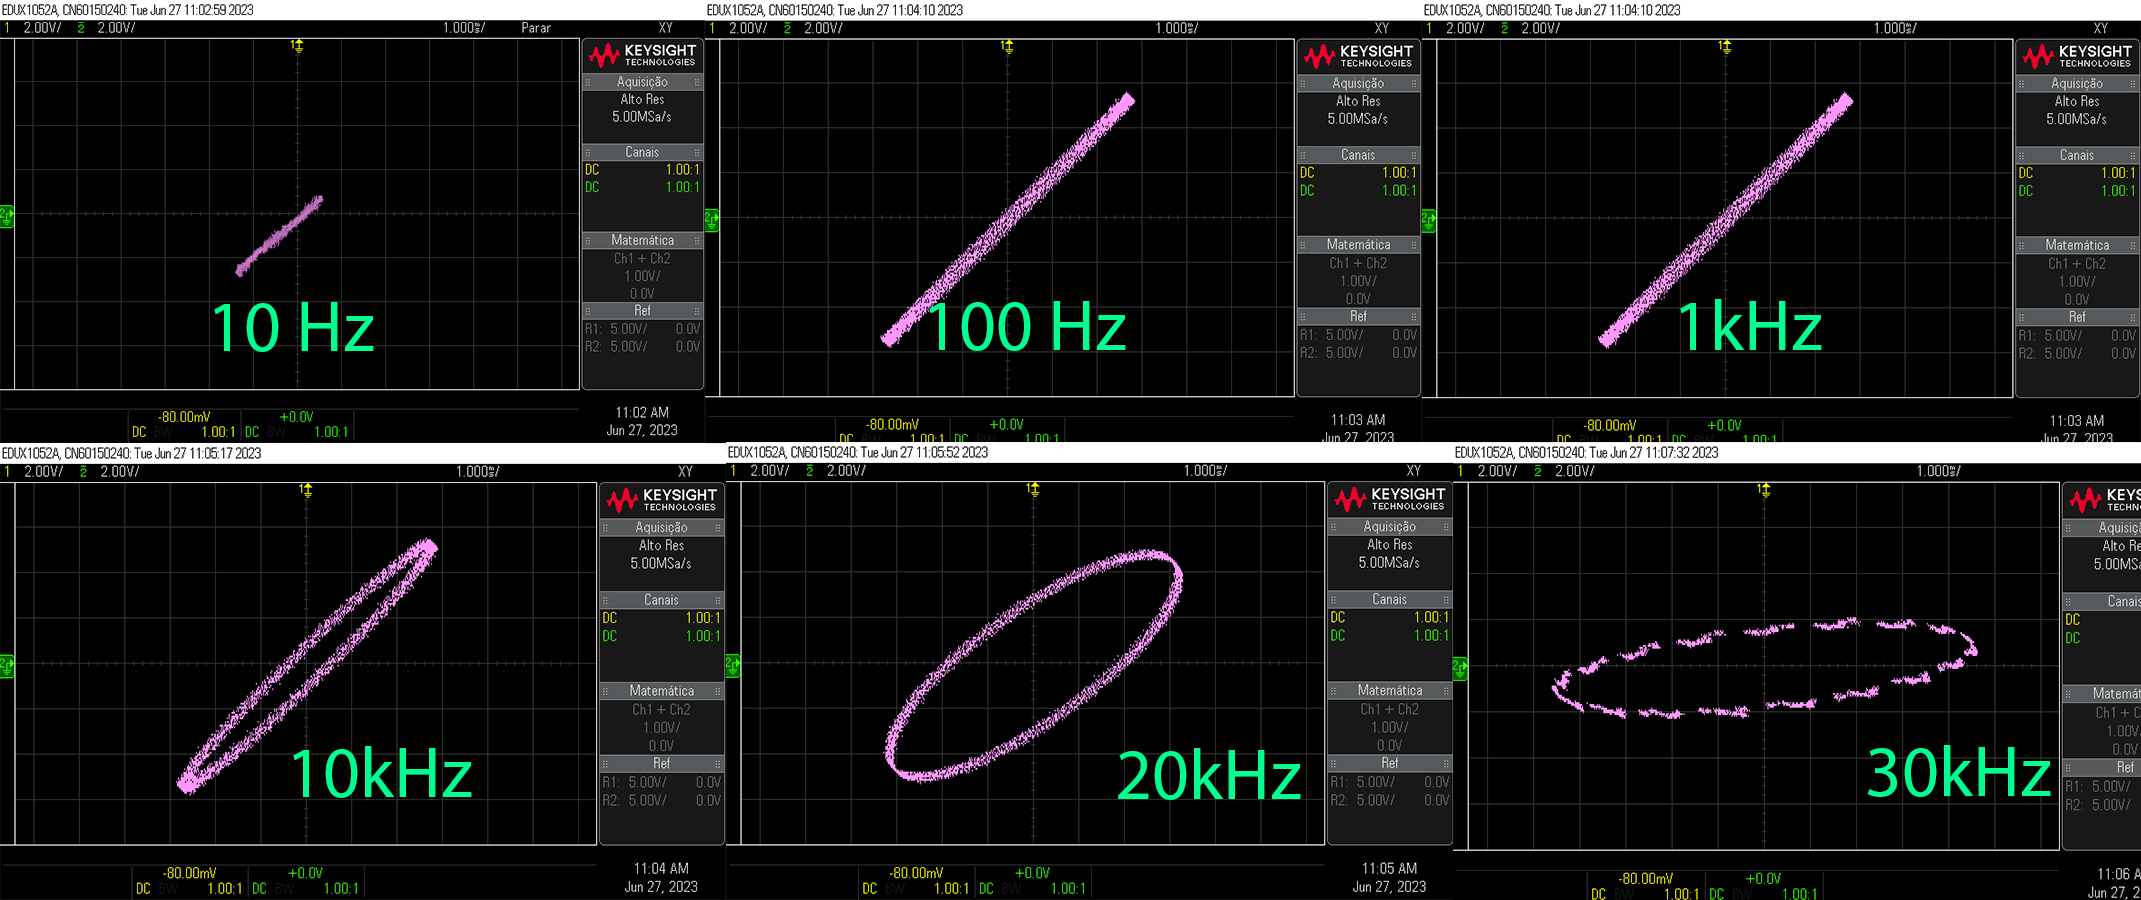 EDUX1052A, CN60150240: Tue Jun 27 11:02:59 2023
1 2.00V/ 2 2.00V/ 1.000ms/ Parar XY
KEYSIGHT
TECHNOLOGIES
Aquisição
Alto Res
5.00MSa/s
Canais
DC 1.00:1
DC 1.00:1
Matemática
Ch1 + Ch2
1.00V/
0.0V
Ref
R1: 5.00V/ 0.0V
R2: 5.00V/ 0.0V
10 Hz
-80.00mV +0.0V
DC BW 1.00:1 DC BW 1.00:1
11:02 AM
Jun 27, 2023
EDUX1052A, CN60150240: Tue Jun 27 11:04:10 2023
1 2.00V/ 2 2.00V/ 1.000ms/ XY
KEYSIGHT
TECHNOLOGIES
Aquisição
Alto Res
5.00MSa/s
Canais
DC 1.00:1
DC 1.00:1
Matemática
Ch1 + Ch2
1.00V/
0.0V
Ref
R1: 5.00V/ 0.0V
R2: 5.00V/ 0.0V
100 Hz
-80.00mV +0.0V
DC BW 1.00:1 DC BW 1.00:1
11:03 AM
Jun 27, 2023
EDUX1052A, CN60150240: Tue Jun 27 11:04:10 2023
1 2.00V/ 2 2.00V/ 1.000ms/ XY
KEYSIGHT
TECHNOLOGIES
Aquisição
Alto Res
5.00MSa/s
Canais
DC 1.00:1
DC 1.00:1
Matemática
Ch1 + Ch2
1.00V/
0.0V
Ref
R1: 5.00V/ 0.0V
R2: 5.00V/ 0.0V
1kHz
-80.00mV +0.0V
DC BW 1.00:1 DC BW 1.00:1
11:03 AM
Jun 27, 2023
EDUX1052A, CN60150240: Tue Jun 27 11:05:17 2023
1 2.00V/ 2 2.00V/ 1.000ms/ XY
KEYSIGHT
TECHNOLOGIES
Aquisição
Alto Res
5.00MSa/s
Canais
DC 1.00:1
DC 1.00:1
Matemática
Ch1 + Ch2
1.00V/
0.0V
Ref
R1: 5.00V/ 0.0V
R2: 5.00V/ 0.0V
10kHz
-80.00mV +0.0V
DC BW 1.00:1 DC BW 1.00:1
11:04 AM
Jun 27, 2023
EDUX1052A, CN60150240: Tue Jun 27 11:05:52 2023
1 2.00V/ 2 2.00V/ 1.000ms/ XY
KEYSIGHT
TECHNOLOGIES
Aquisição
Alto Res
5.00MSa/s
Canais
DC 1.00:1
DC 1.00:1
Matemática
Ch1 + Ch2
1.00V/
0.0V
Ref
R1: 5.00V/ 0.0V
R2: 5.00V/ 0.0V
20kHz
-80.00mV +0.0V
DC BW 1.00:1 DC BW 1.00:1
11:05 AM
Jun 27, 2023
EDUX1052A, CN60150240: Tue Jun 27 11:07:32 2023
1 2.00V/ 2 2.00V/ 1.000ms/
KEYS
TECHN
Aquisiç
Alto Re
5.00MS
Canais
DC
DC
Matemát
Ch1 + C
1.00V
0.0V
Ref
R1: 5.00V/
R2: 5.00V/
30kHz
-80.00mV +0.0V
DC BW 1.00:1 DC BW 1.00:1
11:06 A
Jun 27, 2